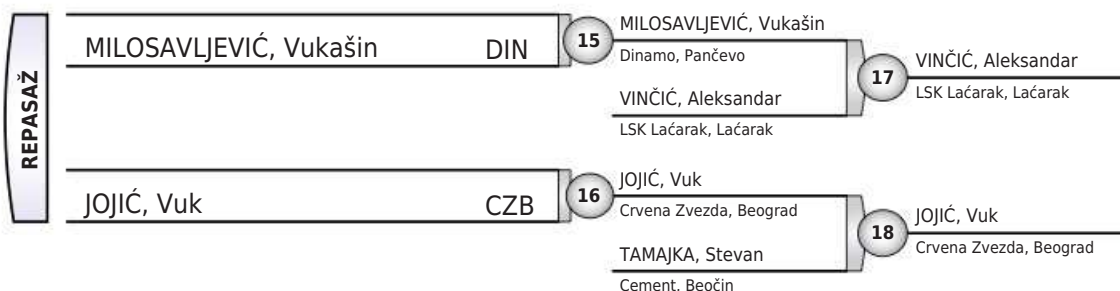 REPASAŽ
MILOSAVLJEVIĆ, Vukašin DIN
15
MILOSAVLJEVIĆ, Vukašin
Dinamo, Pančevo
VINČIĆ, Aleksandar
LSK Laćarak, Laćarak
17
VINČIĆ, Aleksandar
LSK Laćarak, Laćarak
JOJIĆ, Vuk CZB
16
JOJIĆ, Vuk
Crvena Zvezda, Beograd
TAMAJKA, Stevan
Cement, Beočin
18
JOJIĆ, Vuk
Crvena Zvezda, Beograd